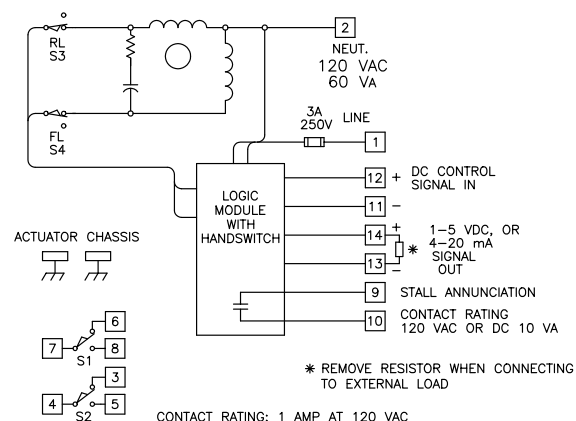 RL
S3
2
NEUT.
120 VAC
60 VA
3A
250V
LINE
1
FL
S4
LOGIC
MODULE
WITH
HANDSWITCH
12 + DC CONTROL
SIGNAL IN
11 −
14 + 1−5 VDC, OR
4−20 mA
* SIGNAL
OUT
13 −
ACTUATOR CHASSIS
9 STALL ANNUNCIATION
10 CONTACT RATING
120 VAC OR DC 10 VA
6
7 8
S1
3
4 5
S2
* REMOVE RESISTOR WHEN CONNECTING
TO EXTERNAL LOAD
CONTACT RATING: 1 AMP AT 120 VAC